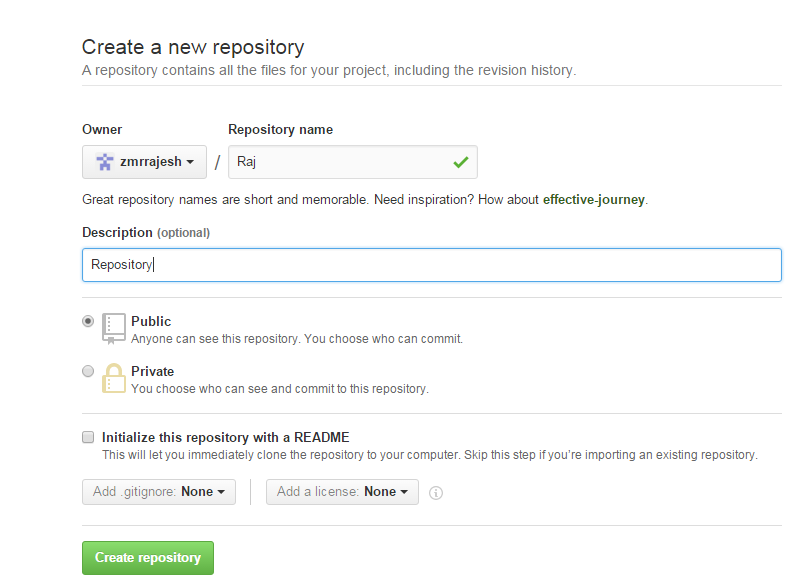 Create a new repository
A repository contains all the files for your project, including the revision history.
Owner Repository name
zmrrajesh / Raj
Great repository names are short and memorable. Need inspiration? How about effective-journey.
Description (optional)
Repository
Public
Anyone can see this repository. You choose who can commit.
Private
You choose who can see and commit to this repository.
Initialize this repository with a README
This will let you immediately clone the repository to your computer. Skip this step if you’re importing an existing repository.
Add .gitignore: None Add a license: None
Create repository